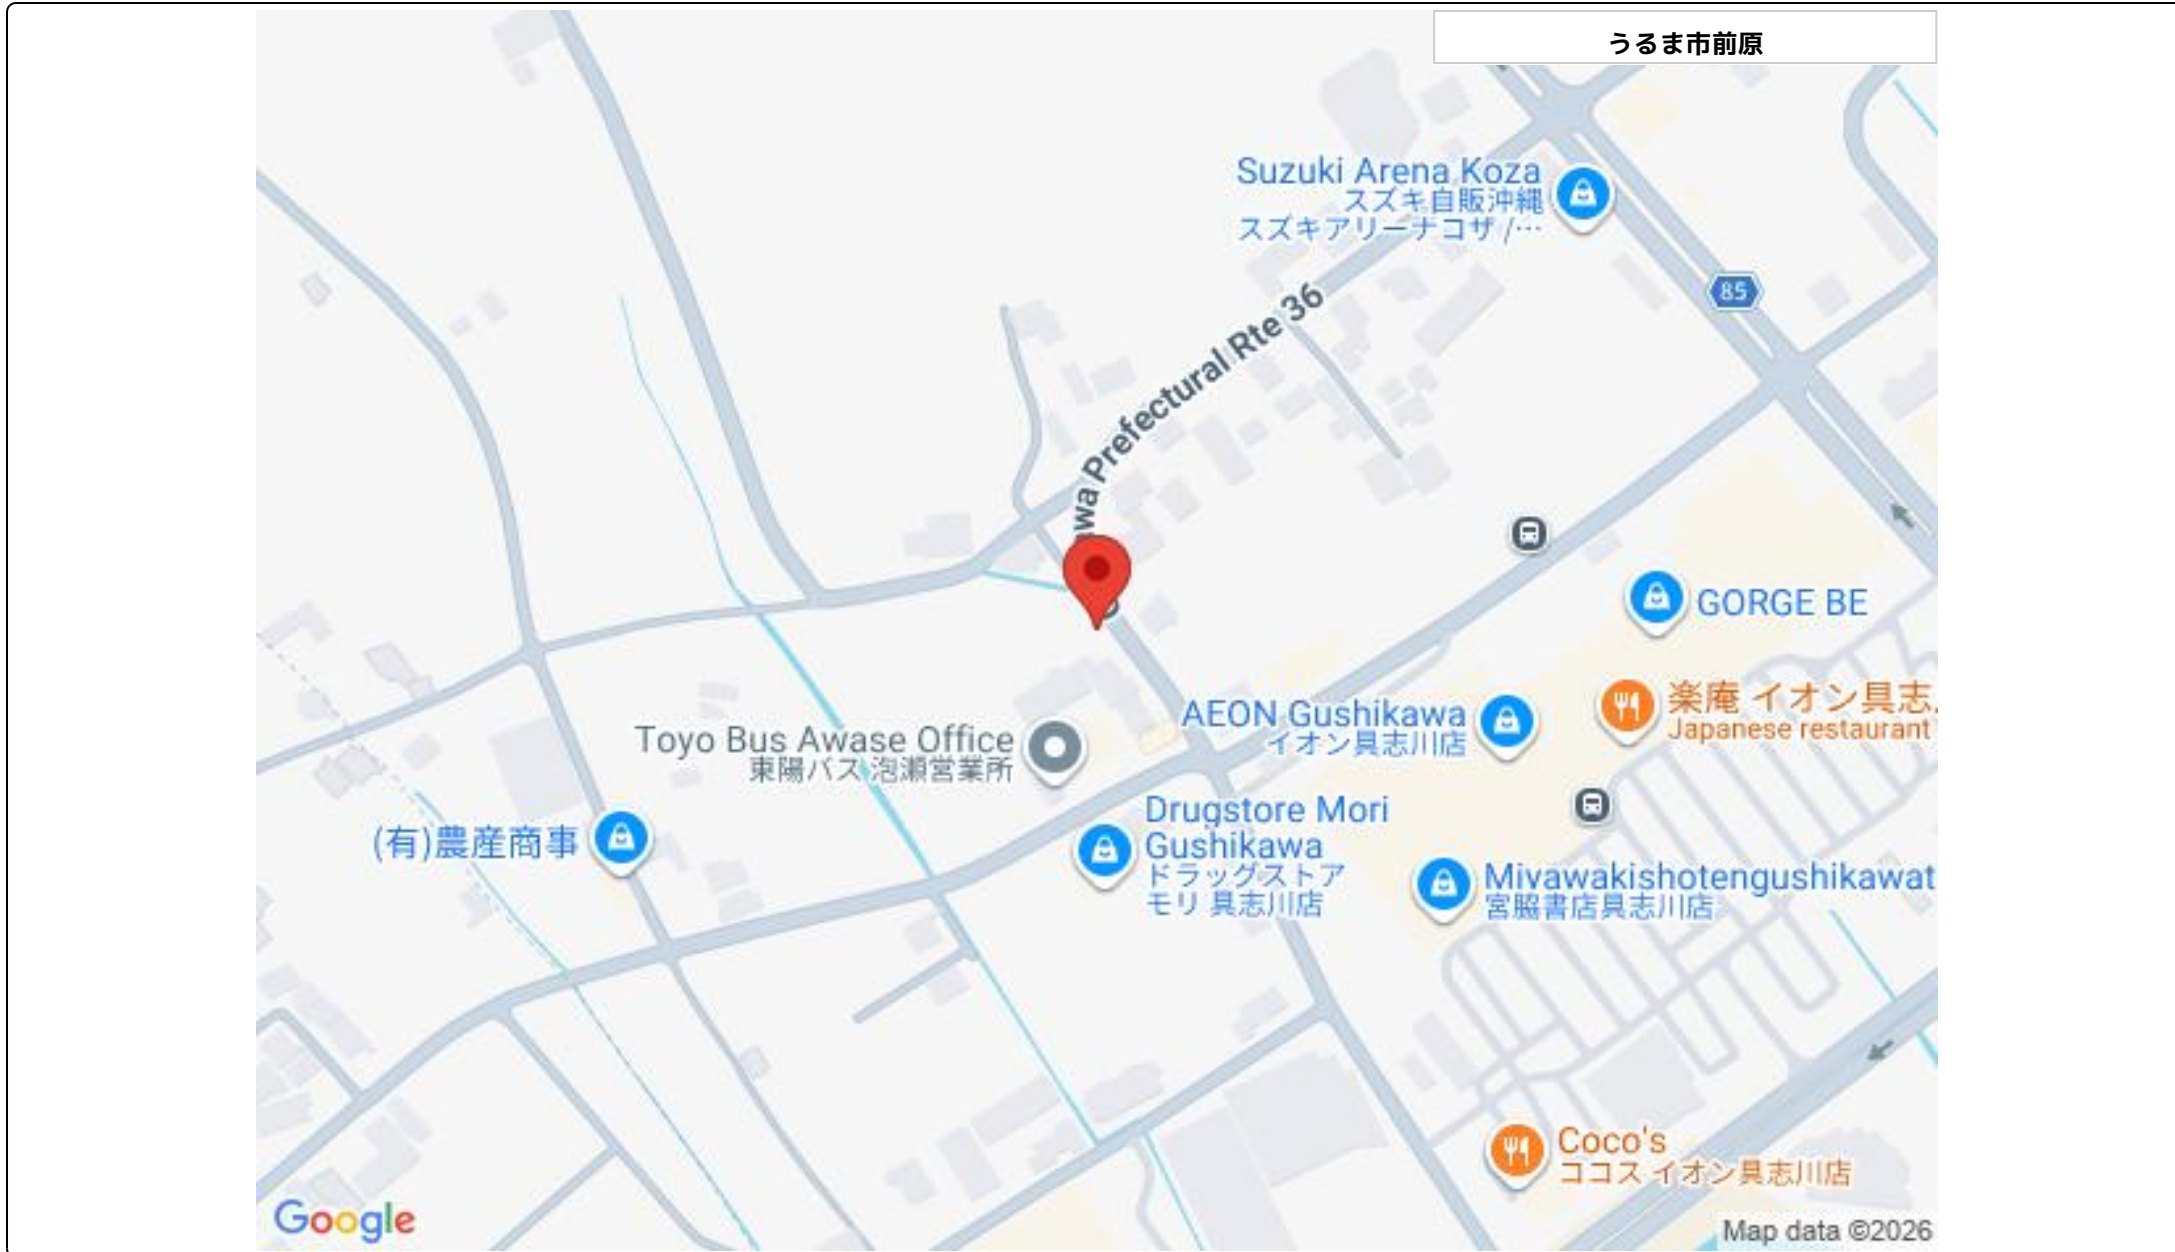 うるま市前原
Suzuki Arena Koza
スズキ自販沖縄
スズキアリーナコザ /…
85
wa Prefectural Rte 36
GORGE BE
楽庵 イオン具志
Japanese restaurant
AEON Gushikawa
イオン具志川店
Toyo Bus Awase Office
東陽バス 泡瀬営業所
(有)農産商事
Drugstore Mori
Gushikawa
ドラッグストア
モリ 具志川店
Miyawakishotengushikawat
宮脇書店具志川店
Coco's
ココス イオン具志川店
Google
Map data ©2026